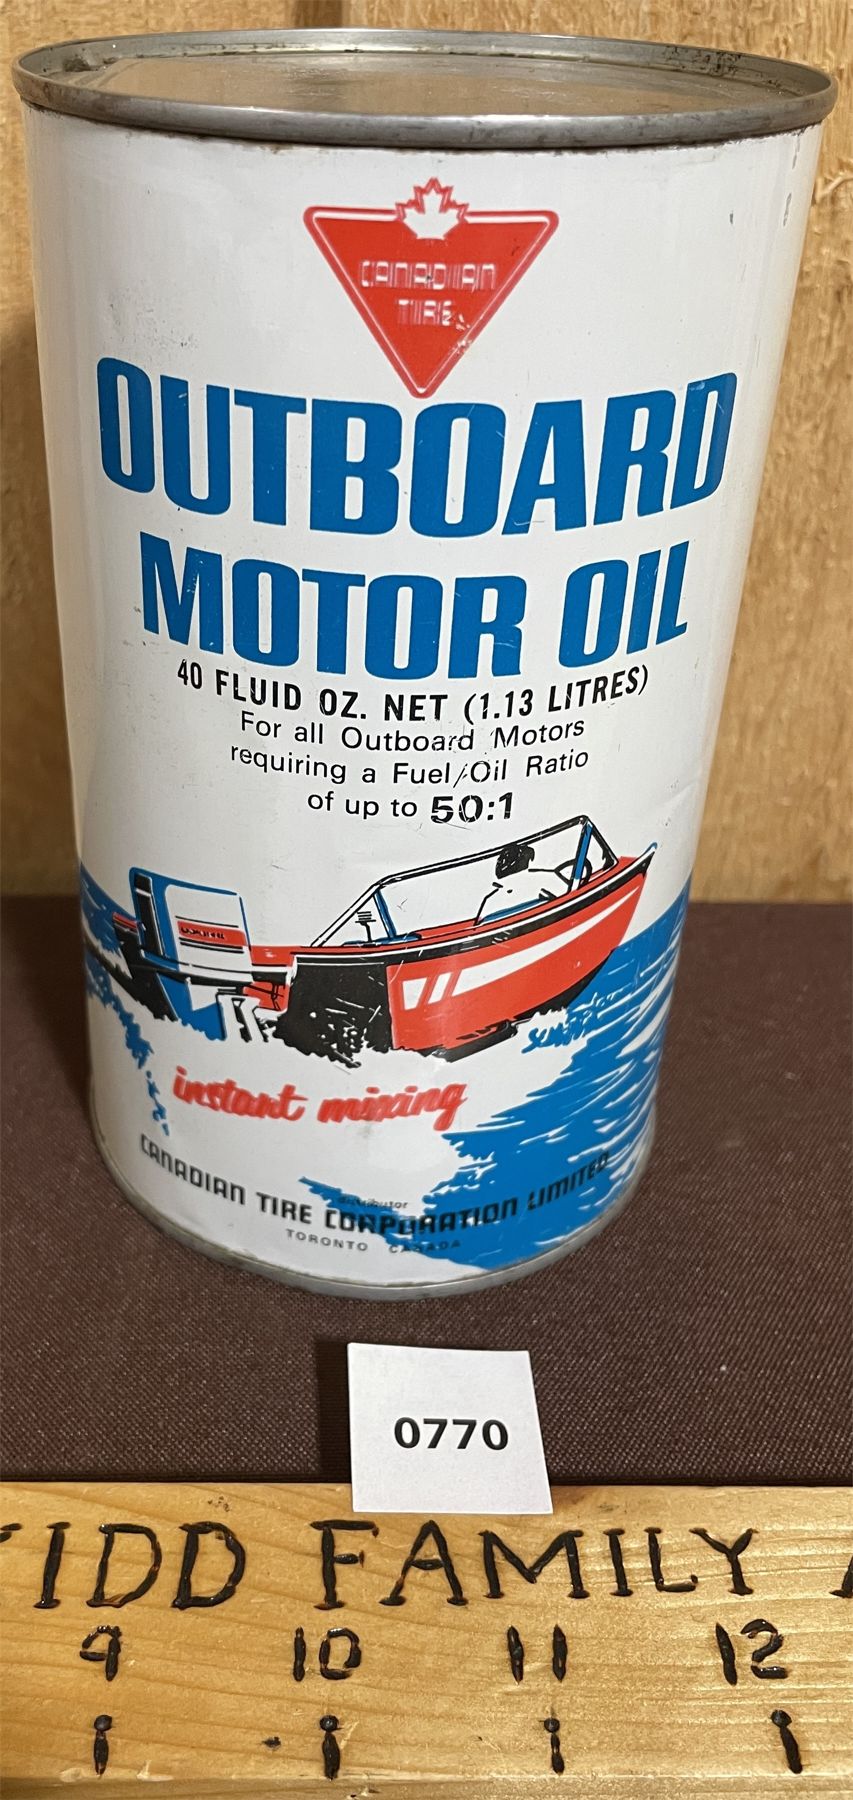 CANADIAN
TIRE
OUTBOARD
MOTOR OIL
40 FLUID OZ. NET (1.13 LITRES)
For all Outboard Motors
requiring a Fuel/Oil Ratio
of up to 50:1
instant mixing
distributor
CANADIAN TIRE CORPORATION LIMITED
TORONTO CANADA
0770
KIDD FAMILY
9 10 11 12